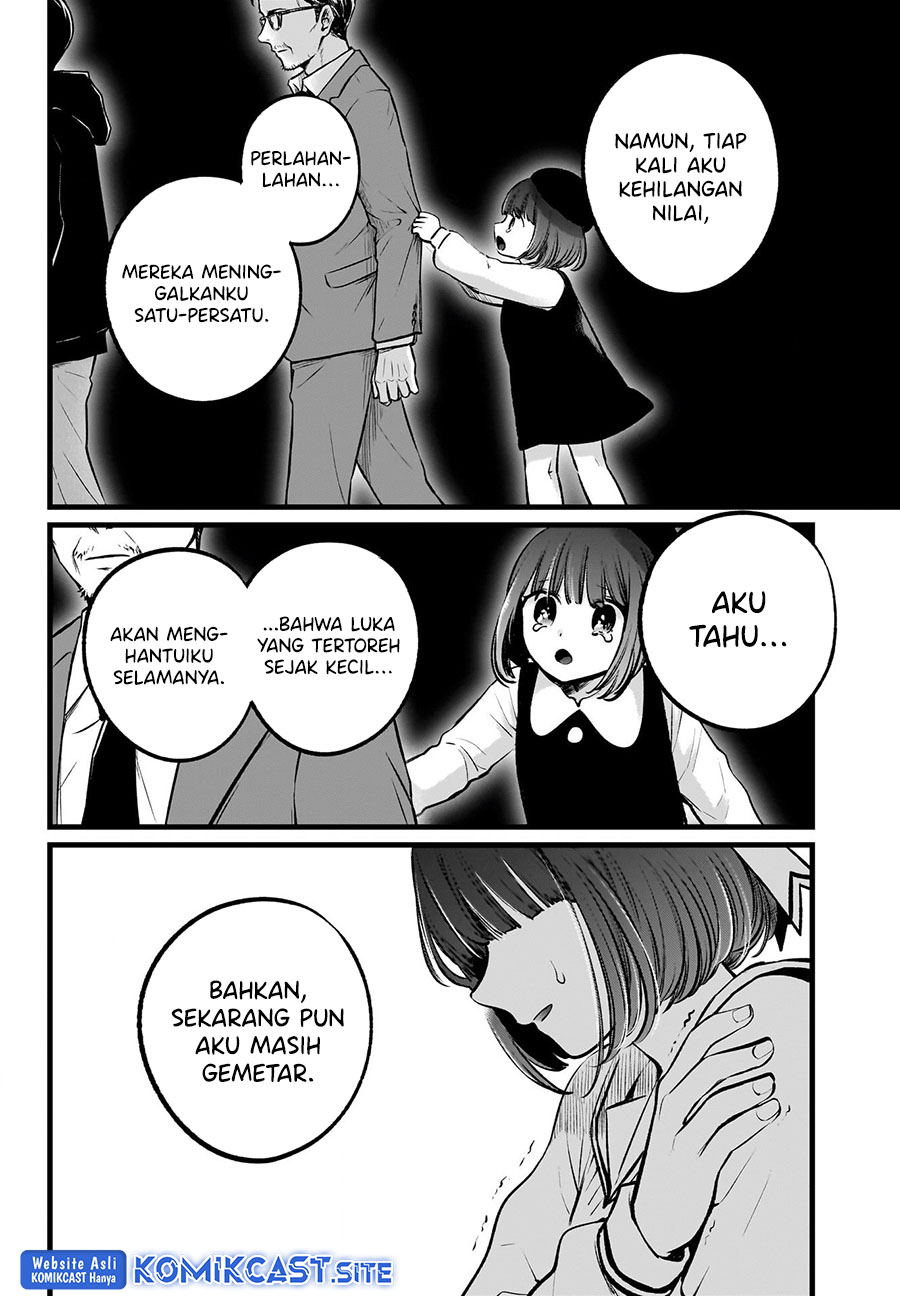 NAMUN, TIAP
KALI AKU
KEHILANGAN
NILAI,
PERLAHAN-
LAHAN...
MEREKA MENING-
GALKANKU
SATU-PERSATU.
AKU
TAHU...
...BAHWA LUKA
YANG TERTOREH
SEJAK KECIL...
AKAN MENG-
HANTUIKU
SELAMANYA.
BAHKAN,
SEKARANG PUN
AKU MASIH
GEMETAR.
Website Asli
KOMIKCAST Hanya
KOMIKCAST.SITE